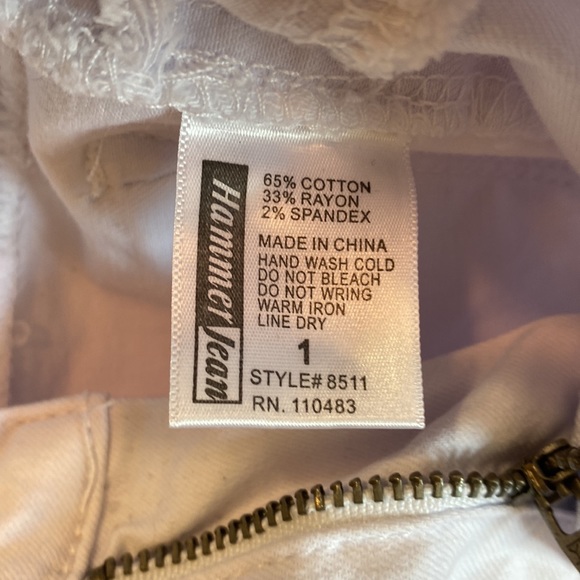 Hammer Jean
65% COTTON
33% RAYON
2% SPANDEX
MADE IN CHINA
HAND WASH COLD
DO NOT BLEACH
DO NOT WRING
WARM IRON
LINE DRY
1
STYLE# 8511
RN. 110483